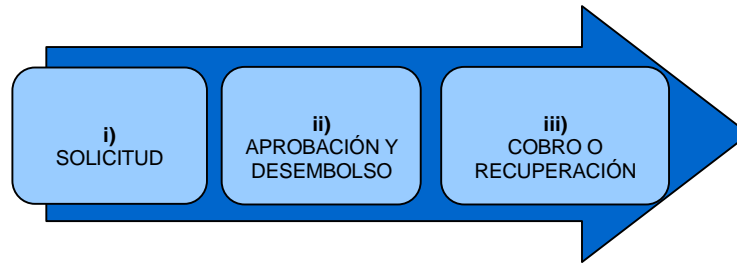 i)
SOLICITUD
ii)
APROBACIÓN Y
DESEMBOLSO
iii)
COBRO O
RECUPERACIÓN